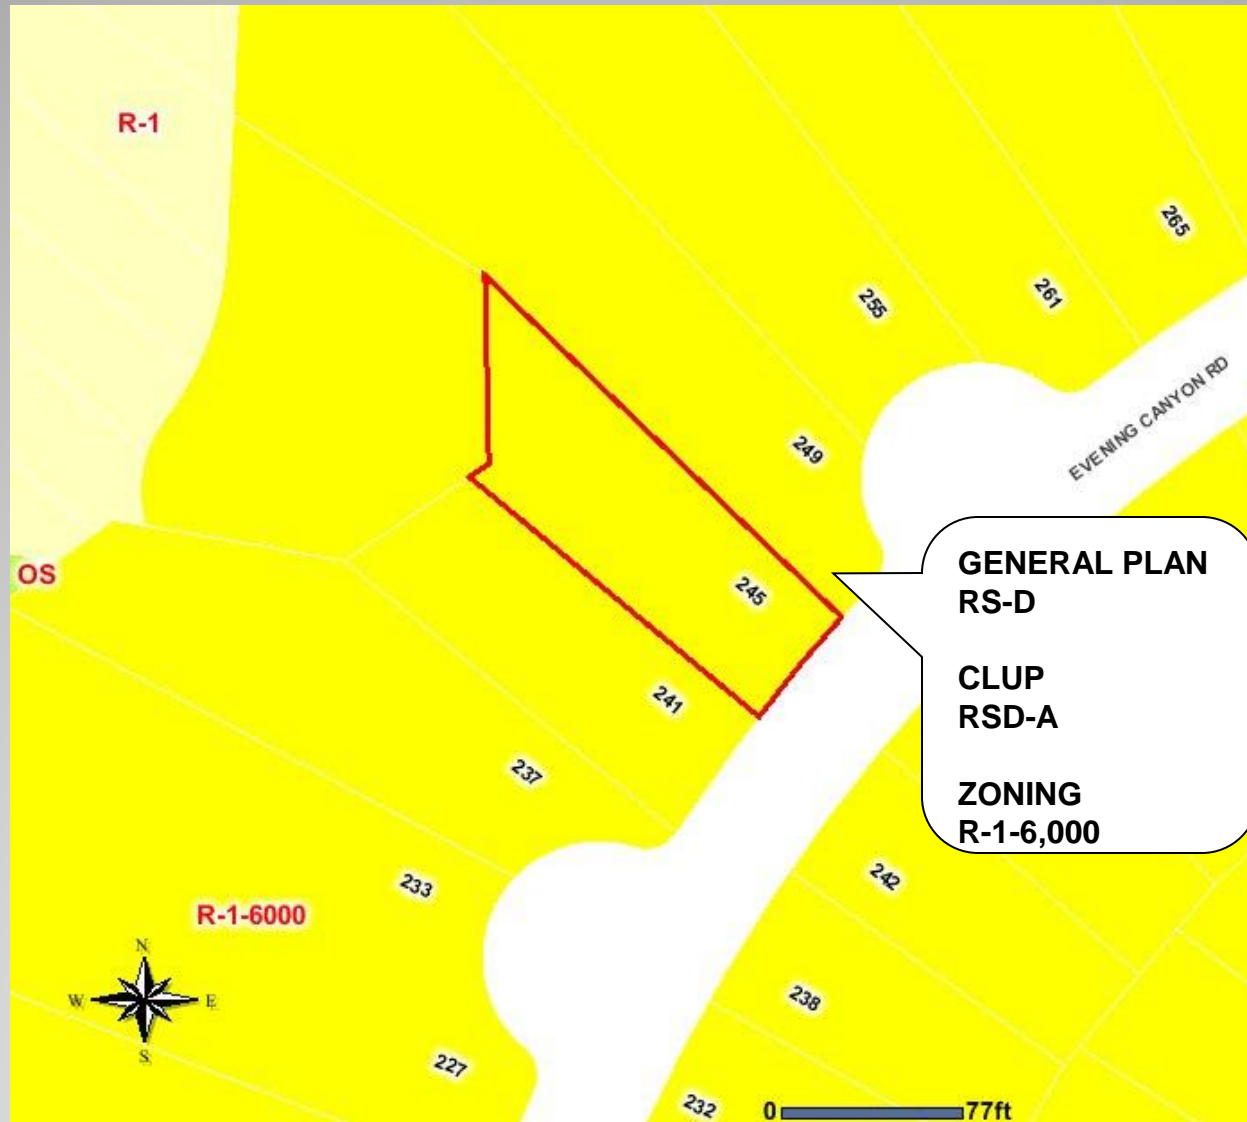 R-1
265
261
255
EVENING CANYON RD
249
GENERAL PLAN
RS-D
OS
245
CLUP
RSD-A
241
237
ZONING
R-1-6,000
242
233
R-1-6000
N
W
E
S
238
227
232
0
77ft